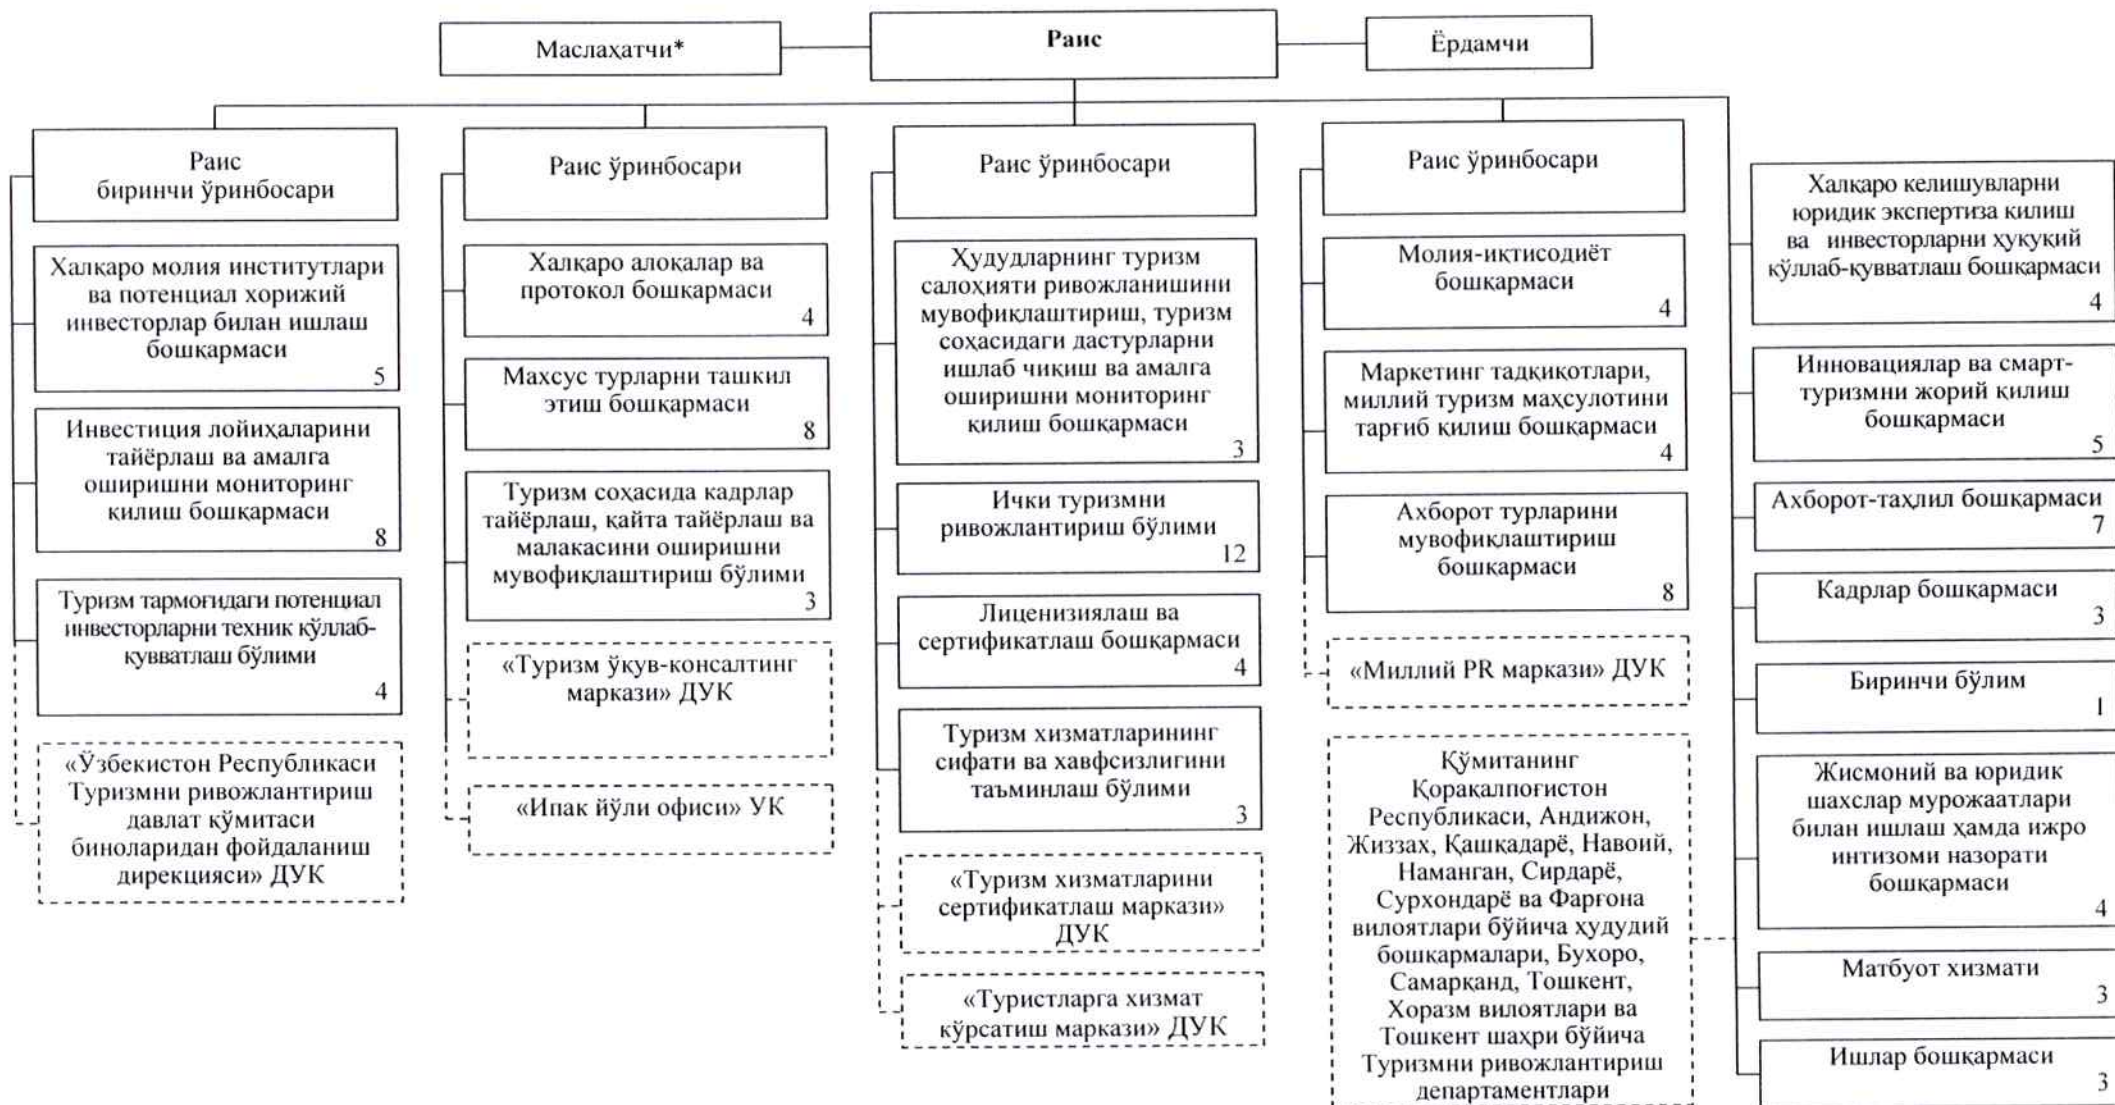 Маслаҳатчи*
Раис
Ёрдамчи
Раис
биринчи ўринбосари
Халқаро молия институтлари
ва потенциал хорижий
инвесторлар билан ишлаш
бошқармаси
5
Инвестиция лойиҳаларини
тайёрлаш ва амалга
оширишни мониторинг
қилиш бошқармаси
8
Туризм тармоғидаги потенциал
инвесторларни техник қўллаб-
қувватлаш бўлими
4
«Ўзбекистон Республикаси
Туризмни ривожлантириш
давлат қўмитаси
биноларидан фойдаланиш
дирекцияси» ДУК
Раис ўринбосари
Халқаро алоқалар ва
протокол бошқармаси
4
Махсус турларни ташкил
этиш бошқармаси
8
Туризм соҳасида кадрлар
тайёрлаш, қайта тайёрлаш ва
малакасини оширишни
мувофиқлаштириш бўлими
3
«Туризм ўқув-консалтинг
маркази» ДУК
«Ипак йўли офиси» УК
Раис ўринбосари
Ҳудудларнинг туризм
салоҳияти ривожланишини
мувофиқлаштириш, туризм
соҳасидаги дастурларни
ишлаб чиқиш ва амалга
оширишни мониторинг
қилиш бошқармаси
3
Ички туризмни
ривожлантириш бўлими
12
Лиценизиялаш ва
сертификатлаш бошқармаси
4
Туризм хизматларининг
сифати ва хавфсизлигини
таъминлаш бўлими
3
«Туризм хизматларини
сертификатлаш маркази»
ДУК
«Туристларга хизмат
кўрсатиш маркази» ДУК
Раис ўринбосари
Молия-иқтисодиёт
бошқармаси
4
Маркетинг тадқиқотлари,
миллий туризм маҳсулотини
тарғиб қилиш бошқармаси
4
Ахборот турларини
мувофиқлаштириш
бошқармаси
8
«Миллий PR маркази» ДУК
Қўмитанинг
Қорақалпоғистон
Республикаси, Андижон,
Жиззах, Қашқадарё, Навоий,
Наманган, Сирдарё,
Сурхондарё ва Фарғона
вилоятлари бўйича ҳудудий
бошқармалари, Бухоро,
Самарқанд, Тошкент,
Хоразм вилоятлари ва
Тошкент шаҳри бўйича
Туризмни ривожлантириш
департаментлари
Халқаро келишувларни
юридик экспертиза қилиш
ва инвесторларни ҳуқуқий
қўллаб-қувватлаш бошқармаси
4
Инновациялар ва смарт-
туризмни жорий қилиш
бошқармаси
5
Ахборот-таҳлил бошқармаси
7
Кадрлар бошқармаси
3
Биринчи бўлим
1
Жисмоний ва юридик
шахслар мурожаатлари
билан ишлаш ҳамда ижро
интизоми назорати
бошқармаси
4
Матбуот хизмати
3
Ишлар бошқармаси
3